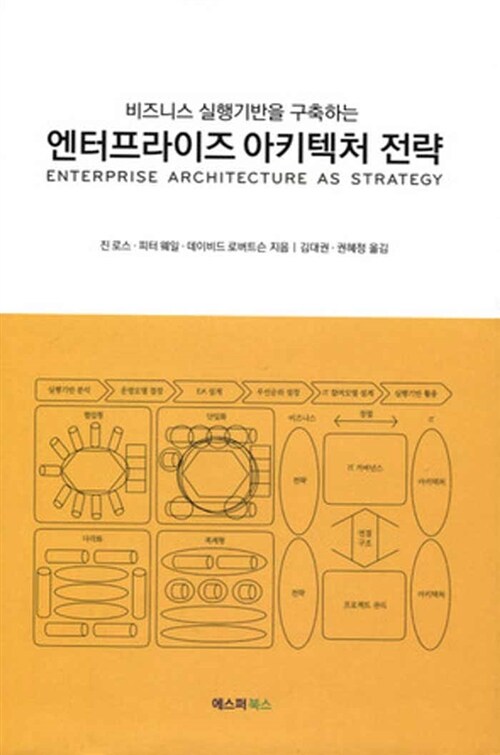 비즈니스 실행기반을 구축하는
엔터프라이즈 아키텍처 전략
ENTERPRISE ARCHITECTURE AS STRATEGY
진 로스 · 피터 웨일 · 데이비드 로버트슨 지음 | 김대권 · 권혜정 옮김
실행기반 분석 운영모델 결정 EA 설계 우선순위 결정 IT 참여모델 설계 실행기반 활용
협업형 단일화 비즈니스 정렬 IT
전략 IT 거버넌스 아키텍처
연결
구조
다각화 복제형
전략 프로젝트 관리 아키텍처
에스퍼북스